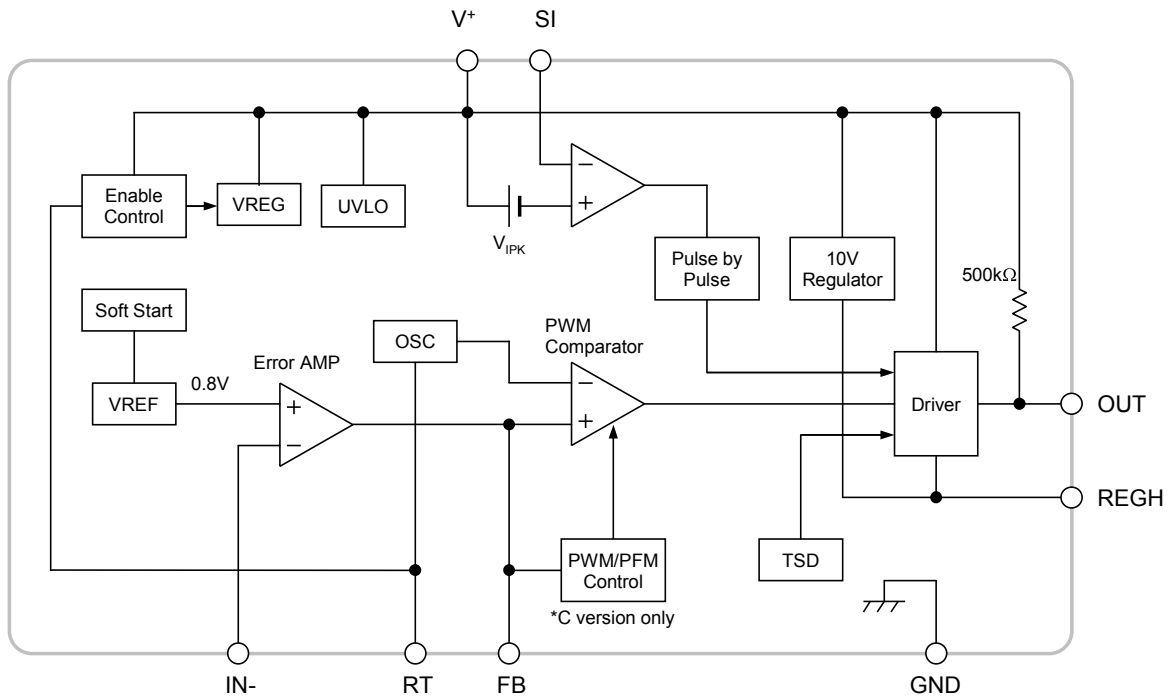 V+ SI
Enable
Control
VREG
UVLO
−
+
VIPK
Pulse by
Pulse
10V
Regulator
500kΩ
Soft Start
OSC
PWM
Comparator
Error AMP
VREF
0.8V
+
−
−
+
Driver
OUT
REGH
PWM/PFM
Control
*C version only
TSD
IN- RT FB GND